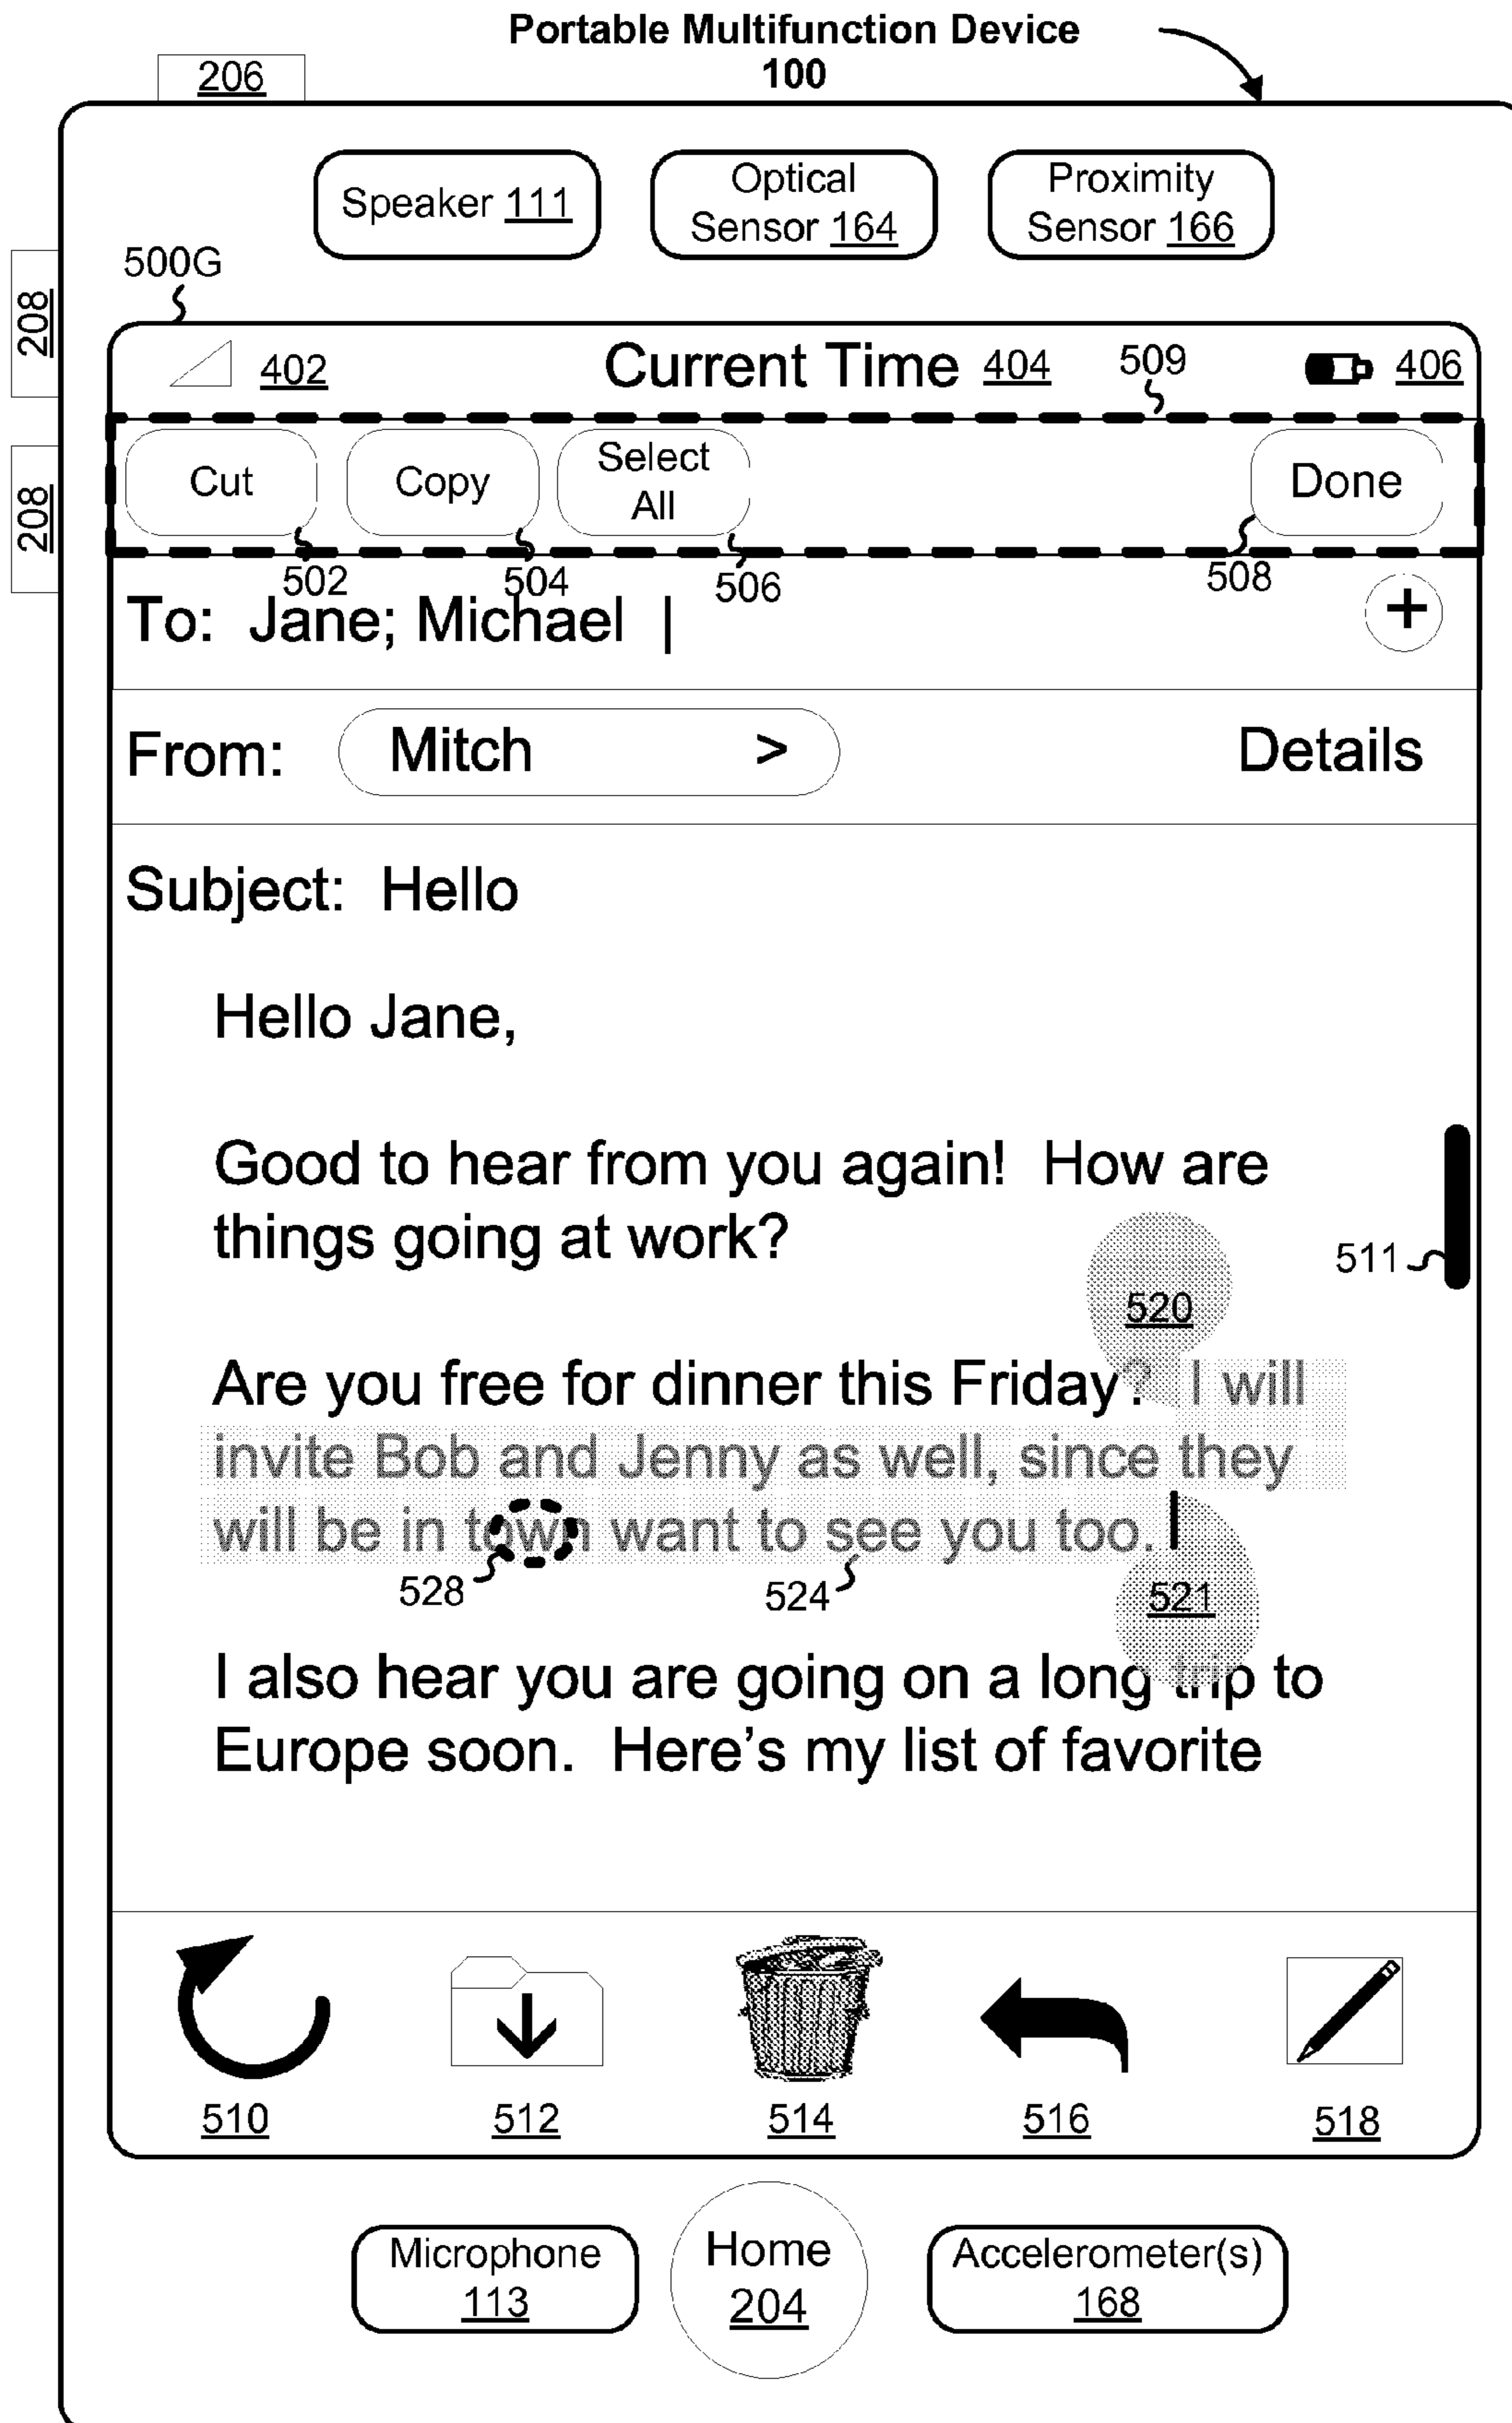 Portable Multifunction Device
100
206
Speaker 111
Optical
Sensor 164
Proximity
Sensor 166
208
208
500G
402
Current Time 404
509
406
Cut
Copy
Select
All
Done
502
504
506
508
To: Jane; Michael |
+
From:
Mitch >
Details
Subject: Hello
Hello Jane,
Good to hear from you again! How are
things going at work?
511
520
Are you free for dinner this Friday? I will
invite Bob and Jenny as well, since they
will be in town want to see you too.
528
524
521
I also hear you are going on a long trip to
Europe soon. Here's my list of favorite
510
512
514
516
518
Microphone
113
Home
204
Accelerometer(s)
168